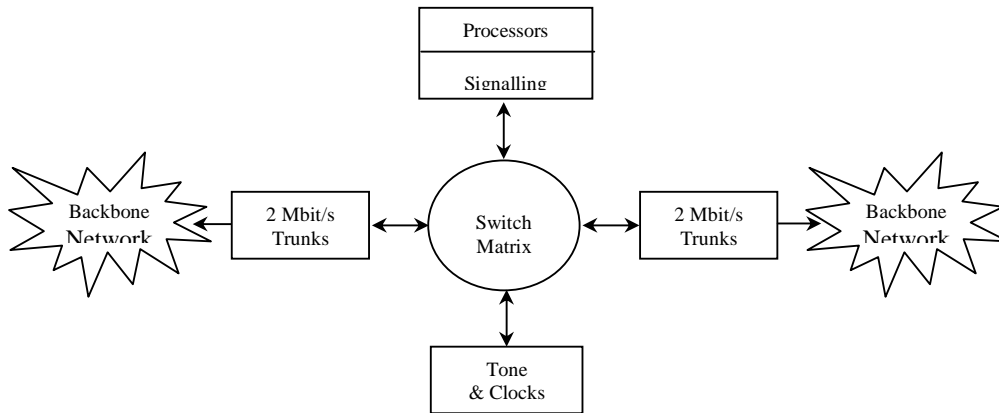 Processors
Signalling
Backbone
Network
2 Mbit/s
Trunks
Switch
Matrix
2 Mbit/s
Trunks
Backbone
Network
Tone
& Clocks